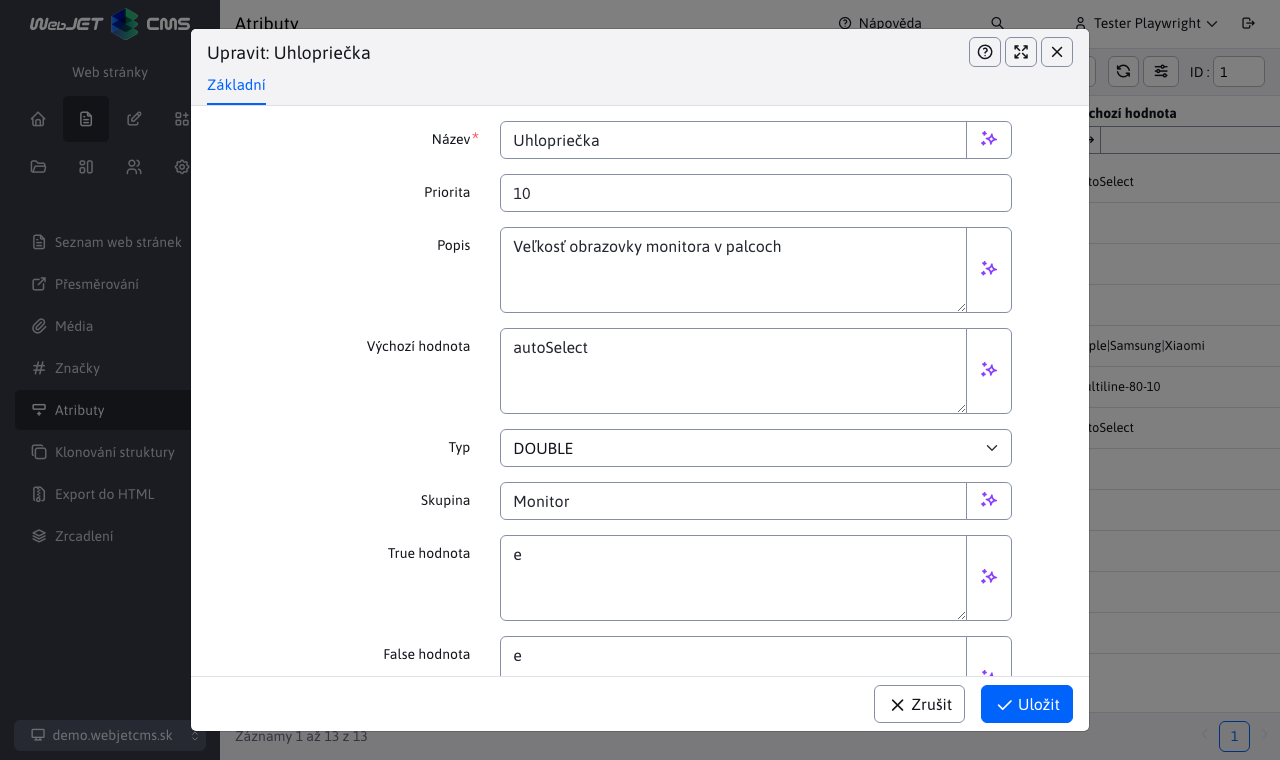 WebJET CMS
Atributy
Nápověda
Tester Playwright
Web stránky
Seznam web stránek
Přesměrování
Média
Značky
Atributy
Klonování struktury
Export do HTML
Zrcadlení
demo.webjetcms.sk
Upravit: Uhlopriečka
Základní
Název*
Uhlopriečka
Priorita
10
Popis
Veľkosť obrazovky monitora v palcoch
Výchozí hodnota
autoSelect
Typ
DOUBLE
Skupina
Monitor
True hodnota
e
False hodnota
e
Zrušit
Uložit
ID :
1
chozí hodnota
toSelect
ple|Samsung|Xiaomi
ultiline-80-10
toSelect
Záznamy 1 až 13 z 13
1